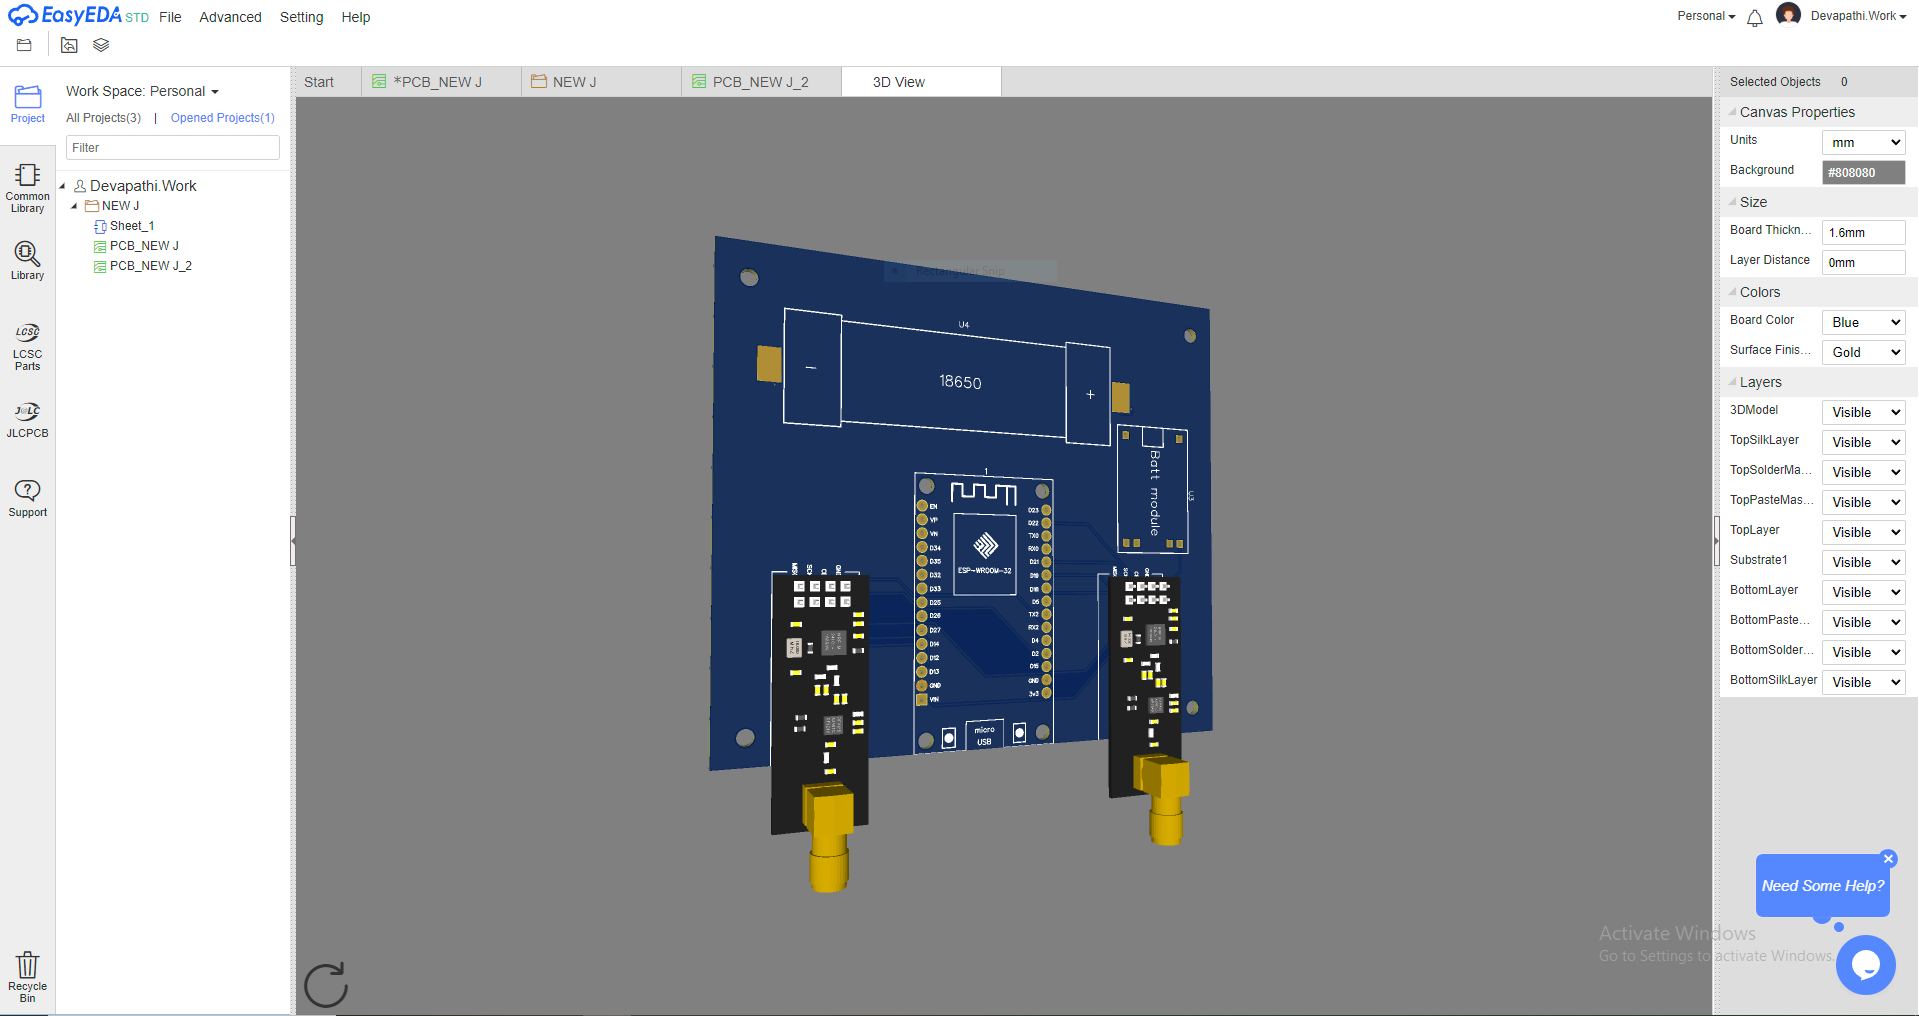 EasyEDA STD File Advanced Setting Help
Personal Devapathi.Work
Start *PCB_NEW J NEW J PCB_NEW J_2 3D View
Project
Common Library
Library
LCSC
LCSC Parts
JLCPCB
Support
Recycle Bin
Work Space: Personal
All Projects(3) | Opened Projects(1)
Filter
Devapathi.Work
NEW J
Sheet_1
PCB_NEW J
PCB_NEW J_2
Rectangular Snip
U4
−
18650
+
Batt module
U3
1
EN
VP
VN
D34
D35
D32
D33
D25
D26
D27
D14
D12
D13
GND
VIN
D23
D22
TX0
RX0
D21
D19
D18
D5
TX2
RX2
D4
D2
D15
GND
3v3
ESP-WROOM-32
micro
USB
Selected Objects 0
Canvas Properties
Units mm
Background #808080
Size
Board Thickn... 1.6mm
Layer Distance 0mm
Colors
Board Color Blue
Surface Finis... Gold
Layers
3DModel Visible
TopSilkLayer Visible
TopSolderMa... Visible
TopPasteMas... Visible
TopLayer Visible
Substrate1 Visible
BottomLayer Visible
BottomPaste... Visible
BottomSolder... Visible
BottomSilkLayer Visible
Need Some Help?
Activate Windows
Go to Settings to activate Windows.